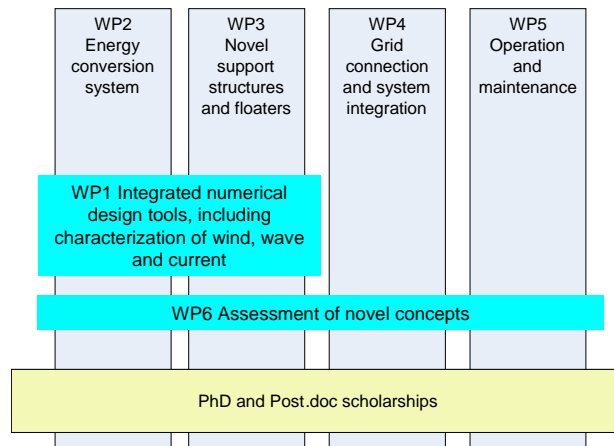 WP2
Energy
conversion
system
WP3
Novel
support
structures
and floaters
WP4
Grid
connection
and system
integration
WP5
Operation
and
maintenance
WP1 Integrated numerical
design tools, including
characterization of wind, wave
and current
WP6 Assessment of novel concepts
PhD and Post.doc scholarships